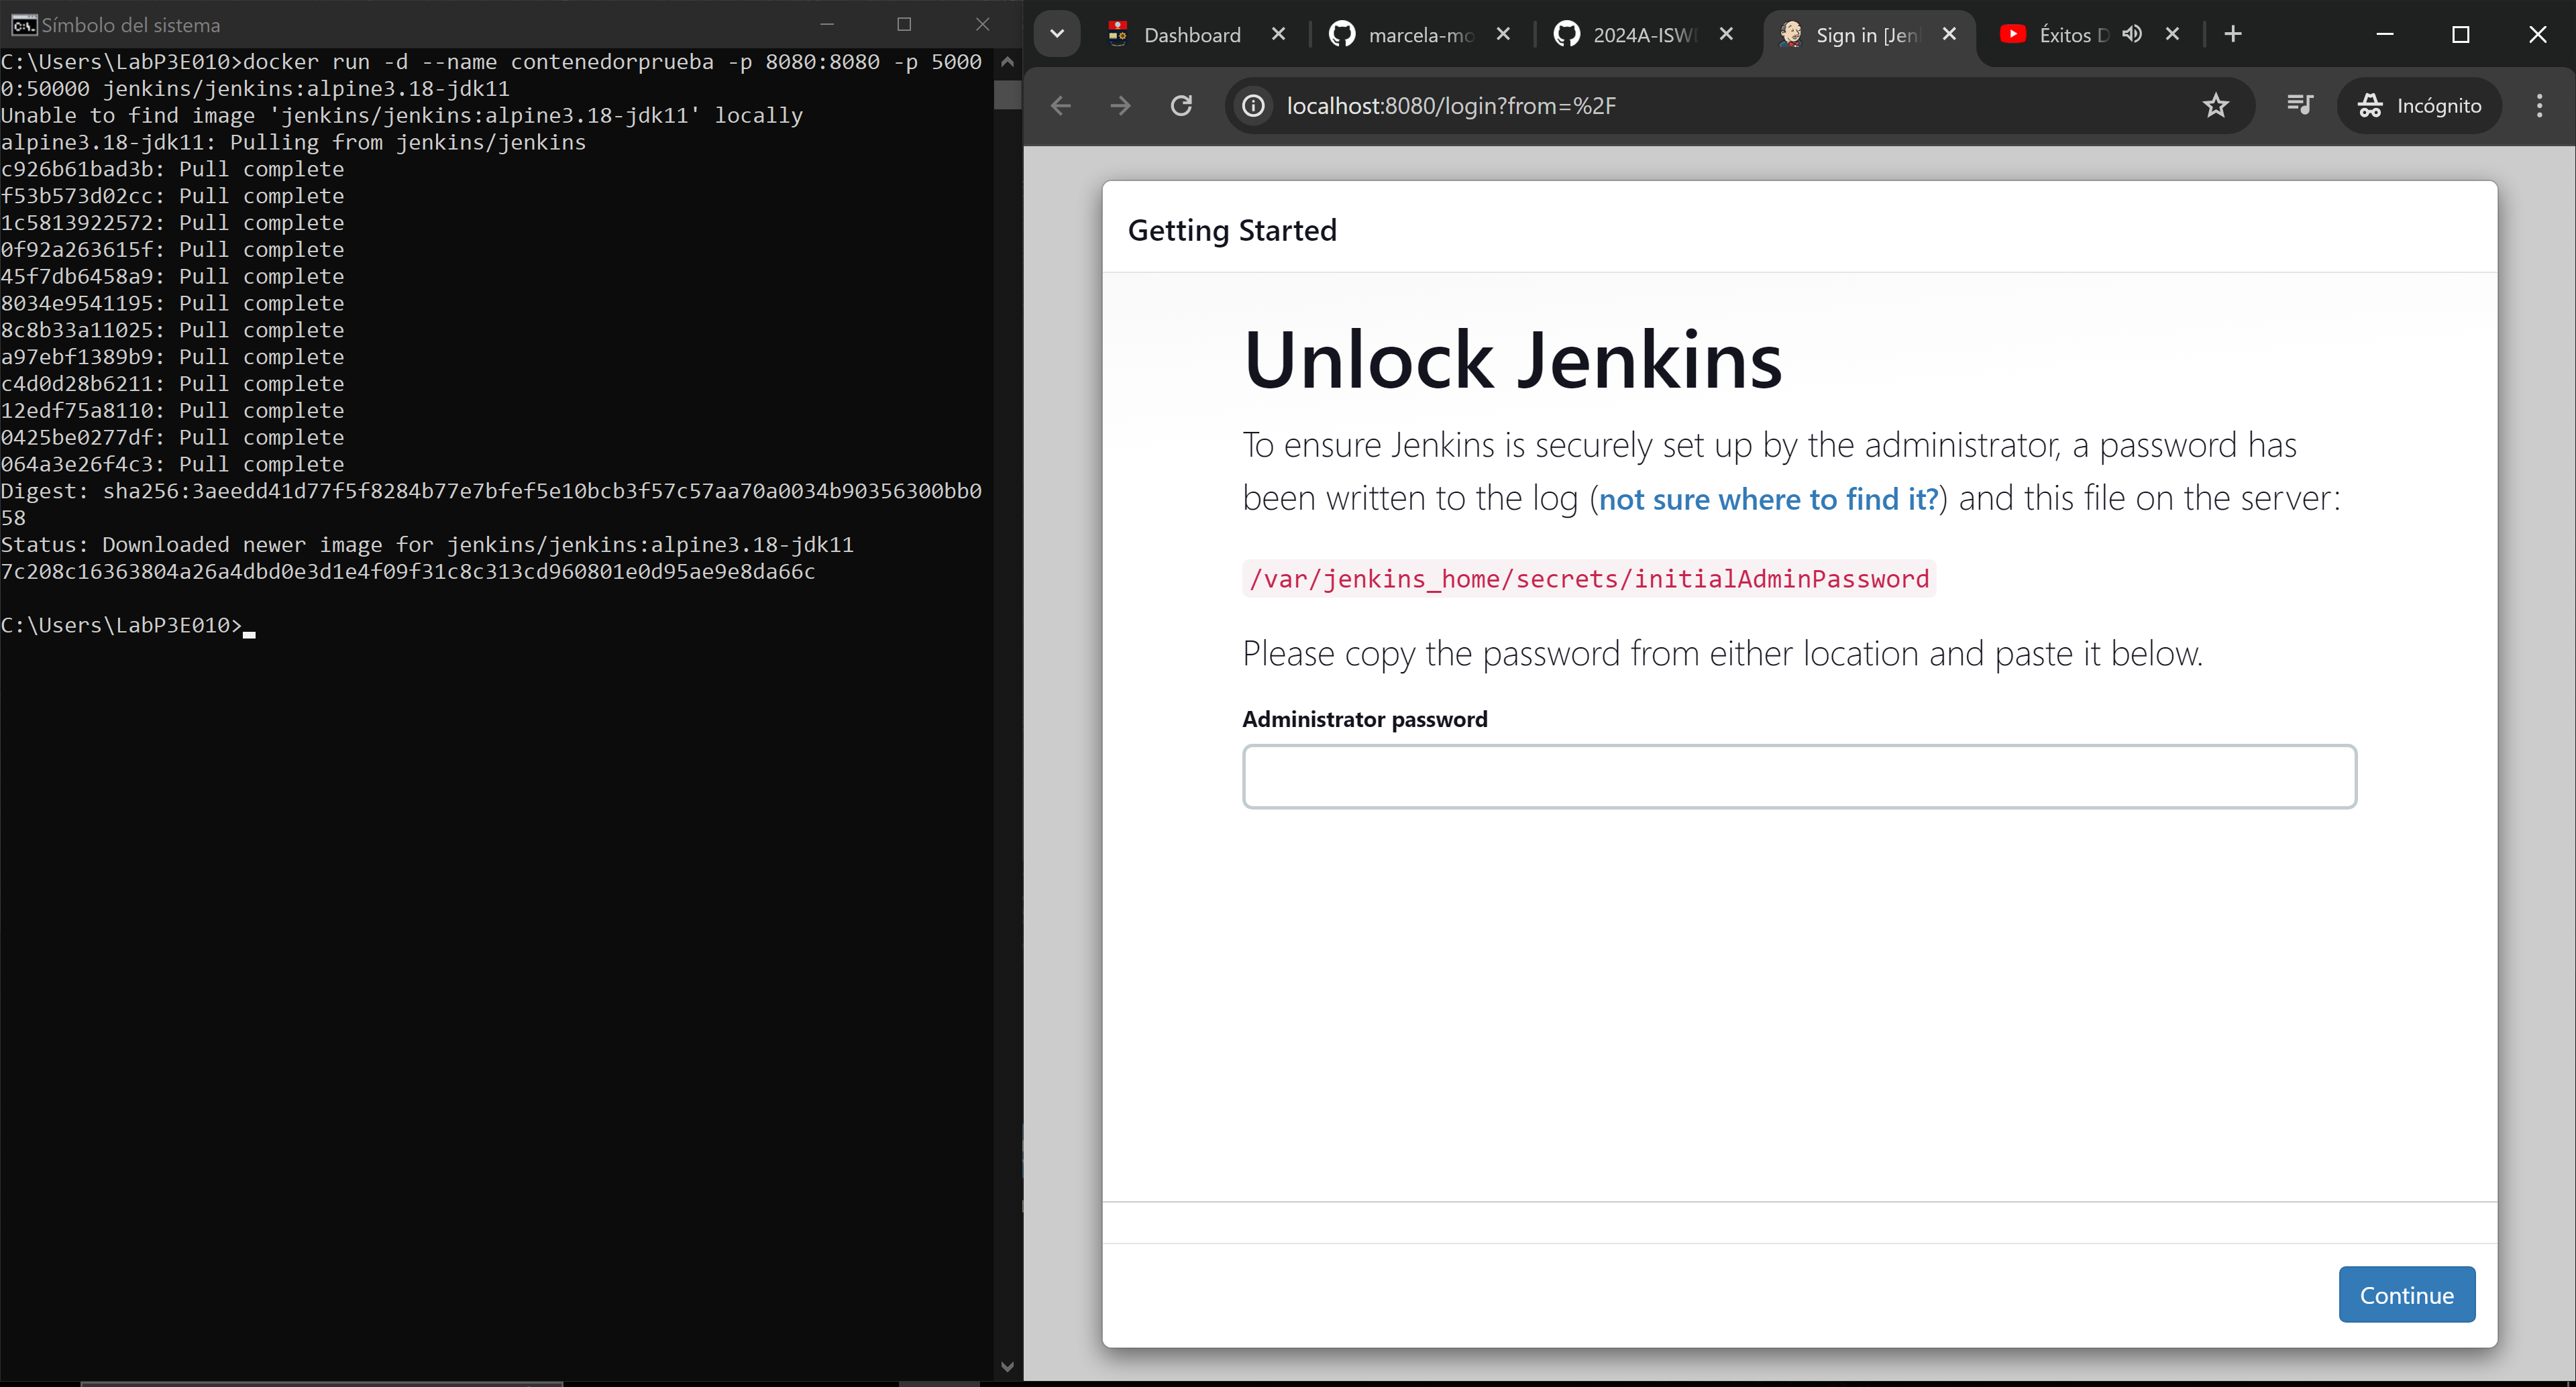 Símbolo del sistema
C:\Users\LabP3E010>docker run -d --name contenedorprueba -p 8080:8080 -p 5000
0:50000 jenkins/jenkins:alpine3.18-jdk11
Unable to find image 'jenkins/jenkins:alpine3.18-jdk11' locally
alpine3.18-jdk11: Pulling from jenkins/jenkins
c926b61bad3b: Pull complete
f53b573d02cc: Pull complete
1c5813922572: Pull complete
0f92a263615f: Pull complete
45f7db6458a9: Pull complete
8034e9541195: Pull complete
8c8b33a11025: Pull complete
a97ebf1389b9: Pull complete
c4d0d28b6211: Pull complete
12edf75a8110: Pull complete
0425be0277df: Pull complete
064a3e26f4c3: Pull complete
Digest: sha256:3aeedd41d77f5f8284b77e7bfef5e10bcb3f57c57aa70a0034b90356300bb0
58
Status: Downloaded newer image for jenkins/jenkins:alpine3.18-jdk11
7c208c16363804a26a4dbd0e3d1e4f09f31c8c313cd960801e0d95ae9e8da66c
C:\Users\LabP3E010>
Dashboard
marcela-mo
2024A-ISW
Sign in [Jen
Éxitos D
localhost:8080/login?from=%2F
Incógnito
Getting Started
Unlock Jenkins
To ensure Jenkins is securely set up by the administrator, a password has
been written to the log (not sure where to find it?) and this file on the server:
/var/jenkins_home/secrets/initialAdminPassword
Please copy the password from either location and paste it below.
Administrator password
Continue